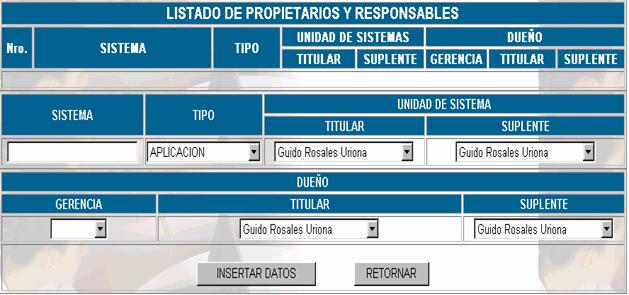 LISTADO DE PROPIETARIOS Y RESPONSABLES
Nro. SISTEMA TIPO UNIDAD DE SISTEMAS DUEÑO
TITULAR SUPLENTE GERENCIA TITULAR SUPLENTE
SISTEMA TIPO UNIDAD DE SISTEMA
TITULAR SUPLENTE
APLICACION Guido Rosales Uriona Guido Rosales Uriona
DUEÑO
GERENCIA TITULAR SUPLENTE
Guido Rosales Uriona Guido Rosales Uriona
INSERTAR DATOS RETORNAR